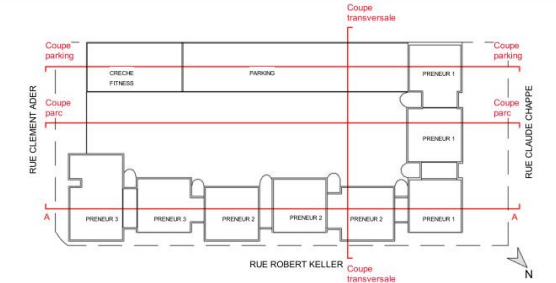 Coupe
transversale
Coupe
parking
Coupe
parking
CRECHE
FITNESS
PARKING
PRENEUR 1
RUE CLEMENT ADER
Coupe
parc
Coupe
parc
RUE CLAUDE CHAPPE
PRENEUR 1
A
PRENEUR 3
PRENEUR 3
PRENEUR 2
PRENEUR 2
PRENEUR 2
PRENEUR 1
A
RUE ROBERT KELLER
Coupe
transversale
N